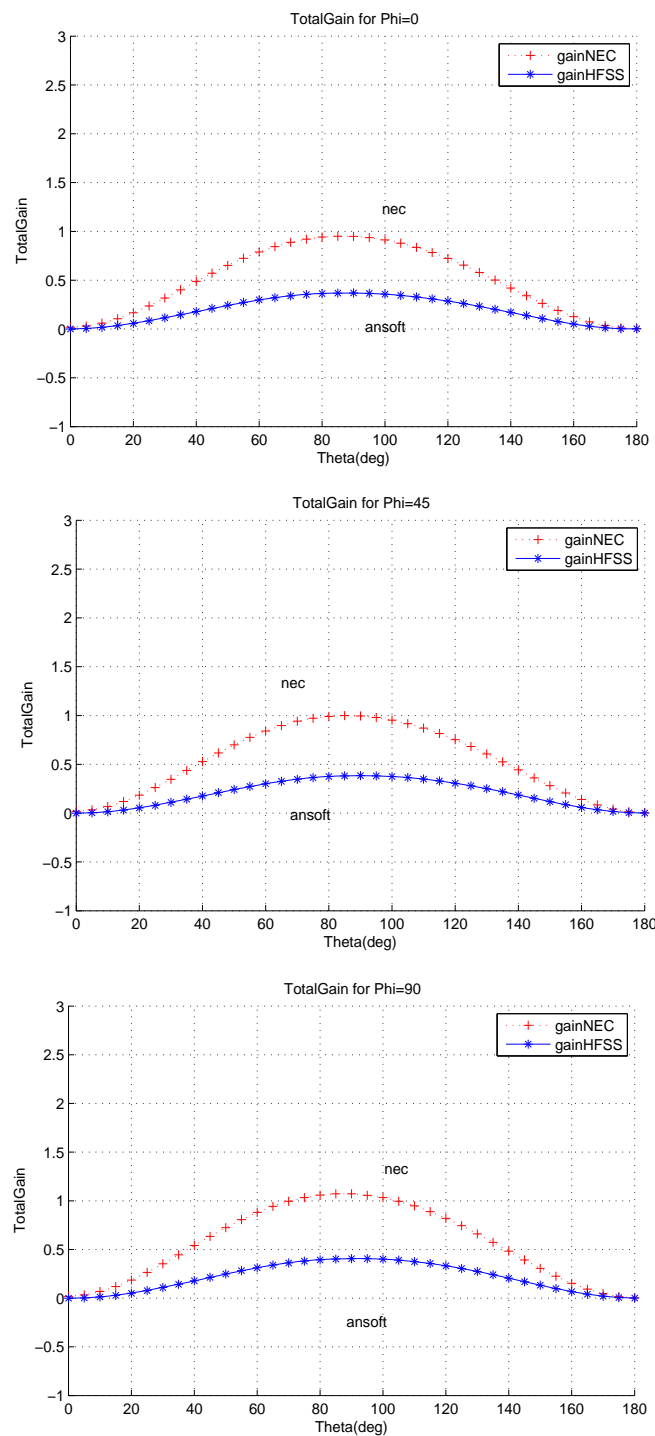 TotalGain for Phi=0
3
gainNEC
gainHFSS
2.5
2
1.5
nec
1
0.5
ansoft
0
−0.5
−1
0 20 40 60 80 100 120 140 160 180
Theta(deg)
TotalGain
TotalGain for Phi=45
3
gainNEC
gainHFSS
2.5
2
1.5
nec
1
0.5
0
ansoft
−0.5
−1
0 20 40 60 80 100 120 140 160 180
Theta(deg)
TotalGain
TotalGain for Phi=90
3
gainNEC
gainHFSS
2.5
2
1.5
nec
1
0.5
0
ansoft
−0.5
−1
0 20 40 60 80 100 120 140 160 180
Theta(deg)
TotalGain